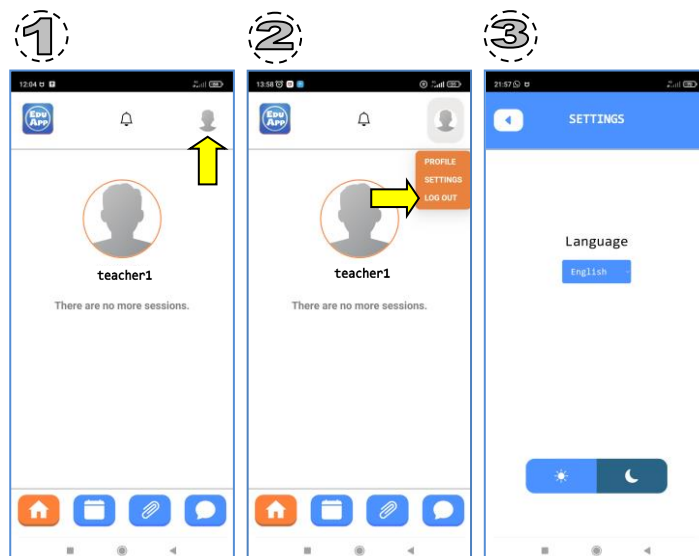 1
2
3
12:04
EDU
APP
teacher1
There are no more sessions.
13:58
EDU
APP
PROFILE
SETTINGS
LOG OUT
teacher1
There are no more sessions.
21:57
SETTINGS
Language
English